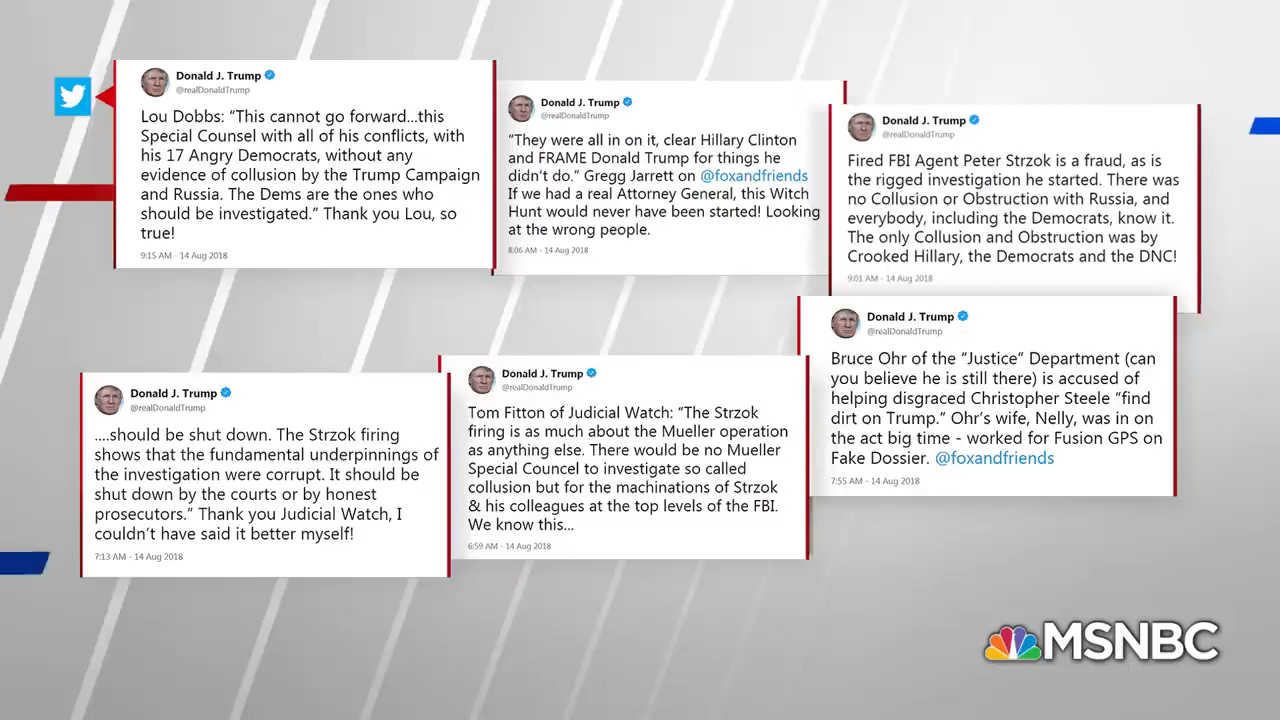 Donald J. Trump
@realDonaldTrump
Lou Dobbs: “This cannot go forward...this
Special Counsel with all of his conflicts, with
his 17 Angry Democrats, without any
evidence of collusion by the Trump Campaign
and Russia. The Dems are the ones who
should be investigated.” Thank you Lou, so
true!
9:15 AM - 14 Aug 2018
Donald J. Trump
@realDonaldTrump
“They were all in on it, clear Hillary Clinton
and FRAME Donald Trump for things he
didn’t do.” Gregg Jarrett on @foxandfriends
If we had a real Attorney General, this Witch
Hunt would never have been started! Looking
at the wrong people.
8:06 AM - 14 Aug 2018
Donald J. Trump
@realDonaldTrump
Fired FBI Agent Peter Strzok is a fraud, as is
the rigged investigation he started. There was
no Collusion or Obstruction with Russia, and
everybody, including the Democrats, know it.
The only Collusion and Obstruction was by
Crooked Hillary, the Democrats and the DNC!
9:01 AM - 14 Aug 2018
Donald J. Trump
@realDonaldTrump
....should be shut down. The Strzok firing
shows that the fundamental underpinnings of
the investigation were corrupt. It should be
shut down by the courts or by honest
prosecutors.” Thank you Judicial Watch, I
couldn’t have said it better myself!
7:13 AM - 14 Aug 2018
Donald J. Trump
@realDonaldTrump
Tom Fitton of Judicial Watch: “The Strzok
firing is as much about the Mueller operation
as anything else. There would be no Mueller
Special Councel to investigate so called
collusion but for the machinations of Strzok
& his colleagues at the top levels of the FBI.
We know this...
6:59 AM - 14 Aug 2018
Donald J. Trump
@realDonaldTrump
Bruce Ohr of the “Justice” Department (can
you believe he is still there) is accused of
helping disgraced Christopher Steele “find
dirt on Trump.“ Ohr’s wife, Nelly, was in on
the act big time - worked for Fusion GPS on
Fake Dossier. @foxandfriends
7:55 AM - 14 Aug 2018
MSNBC